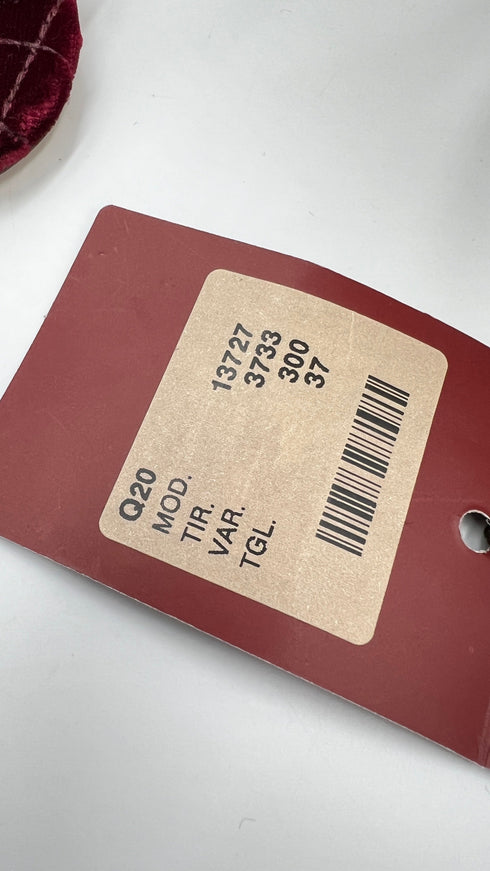 Q20
MOD. 13727
TIR. 3733
VAR. 300
TGL. 37